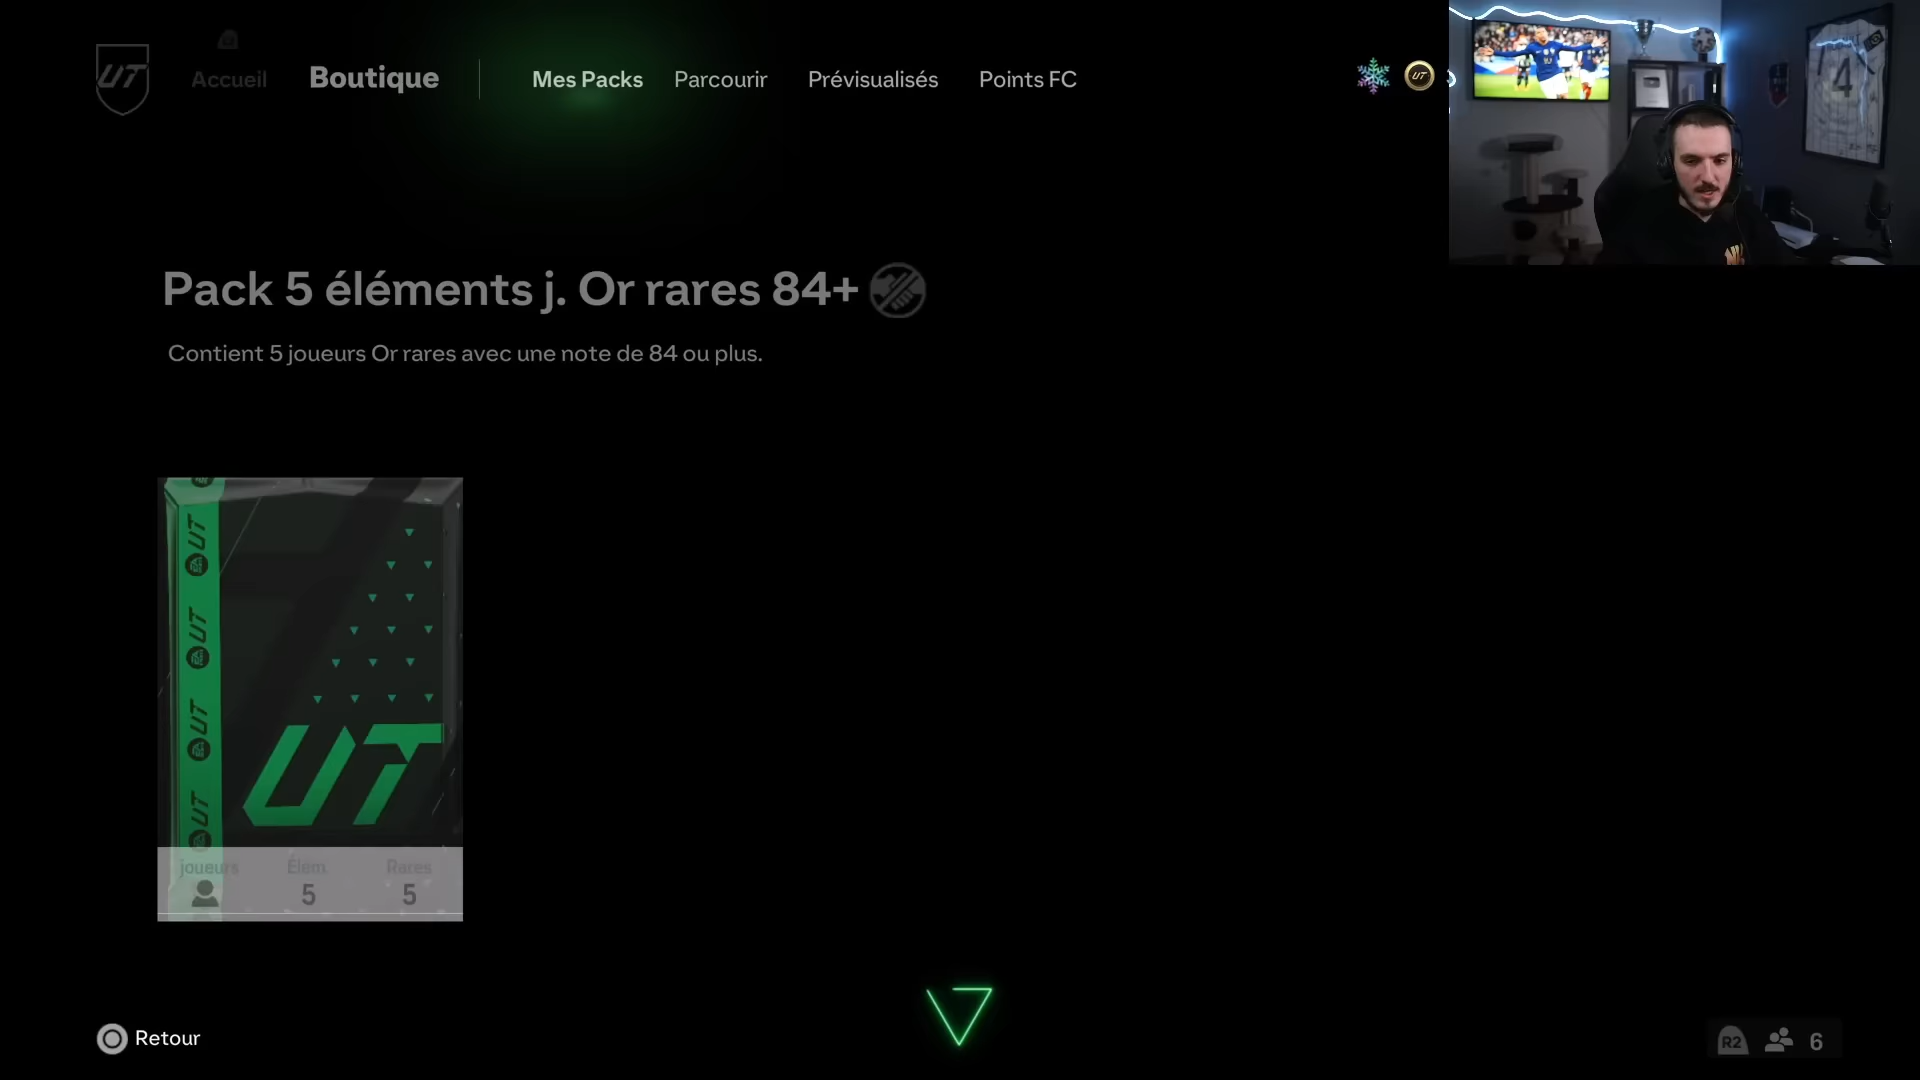 UT
Accueil
Boutique
Mes Packs
Parcourir
Prévisualisés
Points FC
UT
Pack 5 éléments j. Or rares 84+
Contient 5 joueurs Or rares avec une note de 84 ou plus.
UT
UT
UT
UT
UT
joueurs Élém. Rares
5 5
Retour
R2 6
14